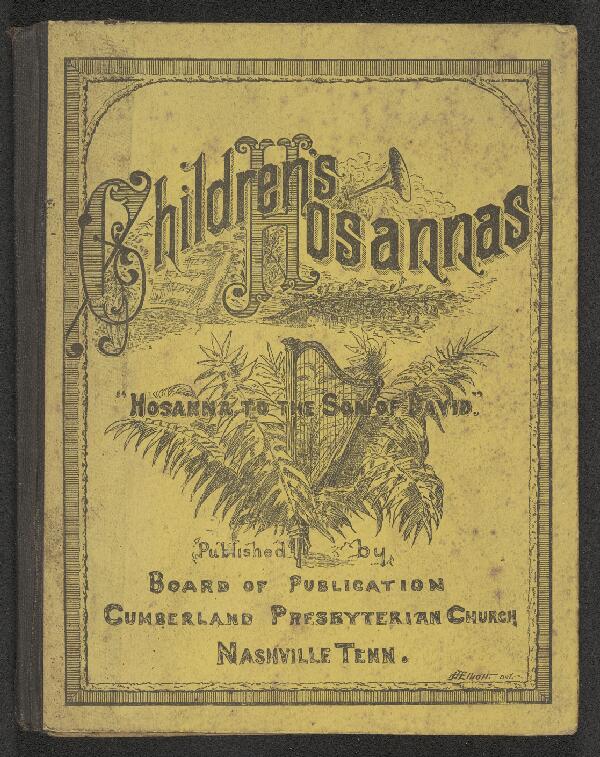 Children's
Hosannas
"HOSANNA TO THE SON OF DAVID."
Published by
BOARD OF PUBLICATION
CUMBERLAND PRESBYTERIAN CHURCH
NASHVILLE TENN.